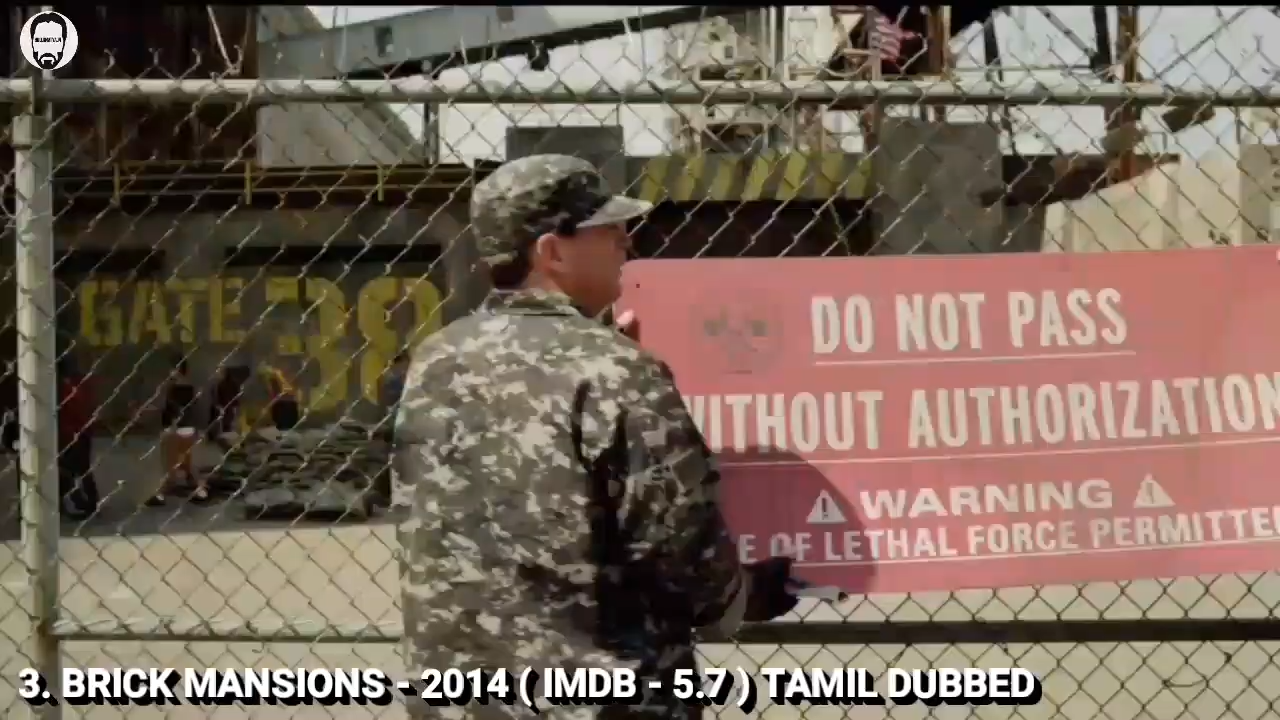 GATE 38
DO NOT PASS
WITHOUT AUTHORIZATION
WARNING
E OF LETHAL FORCE PERMITTE
3. BRICK MANSIONS - 2014 ( IMDB - 5.7 ) TAMIL DUBBED